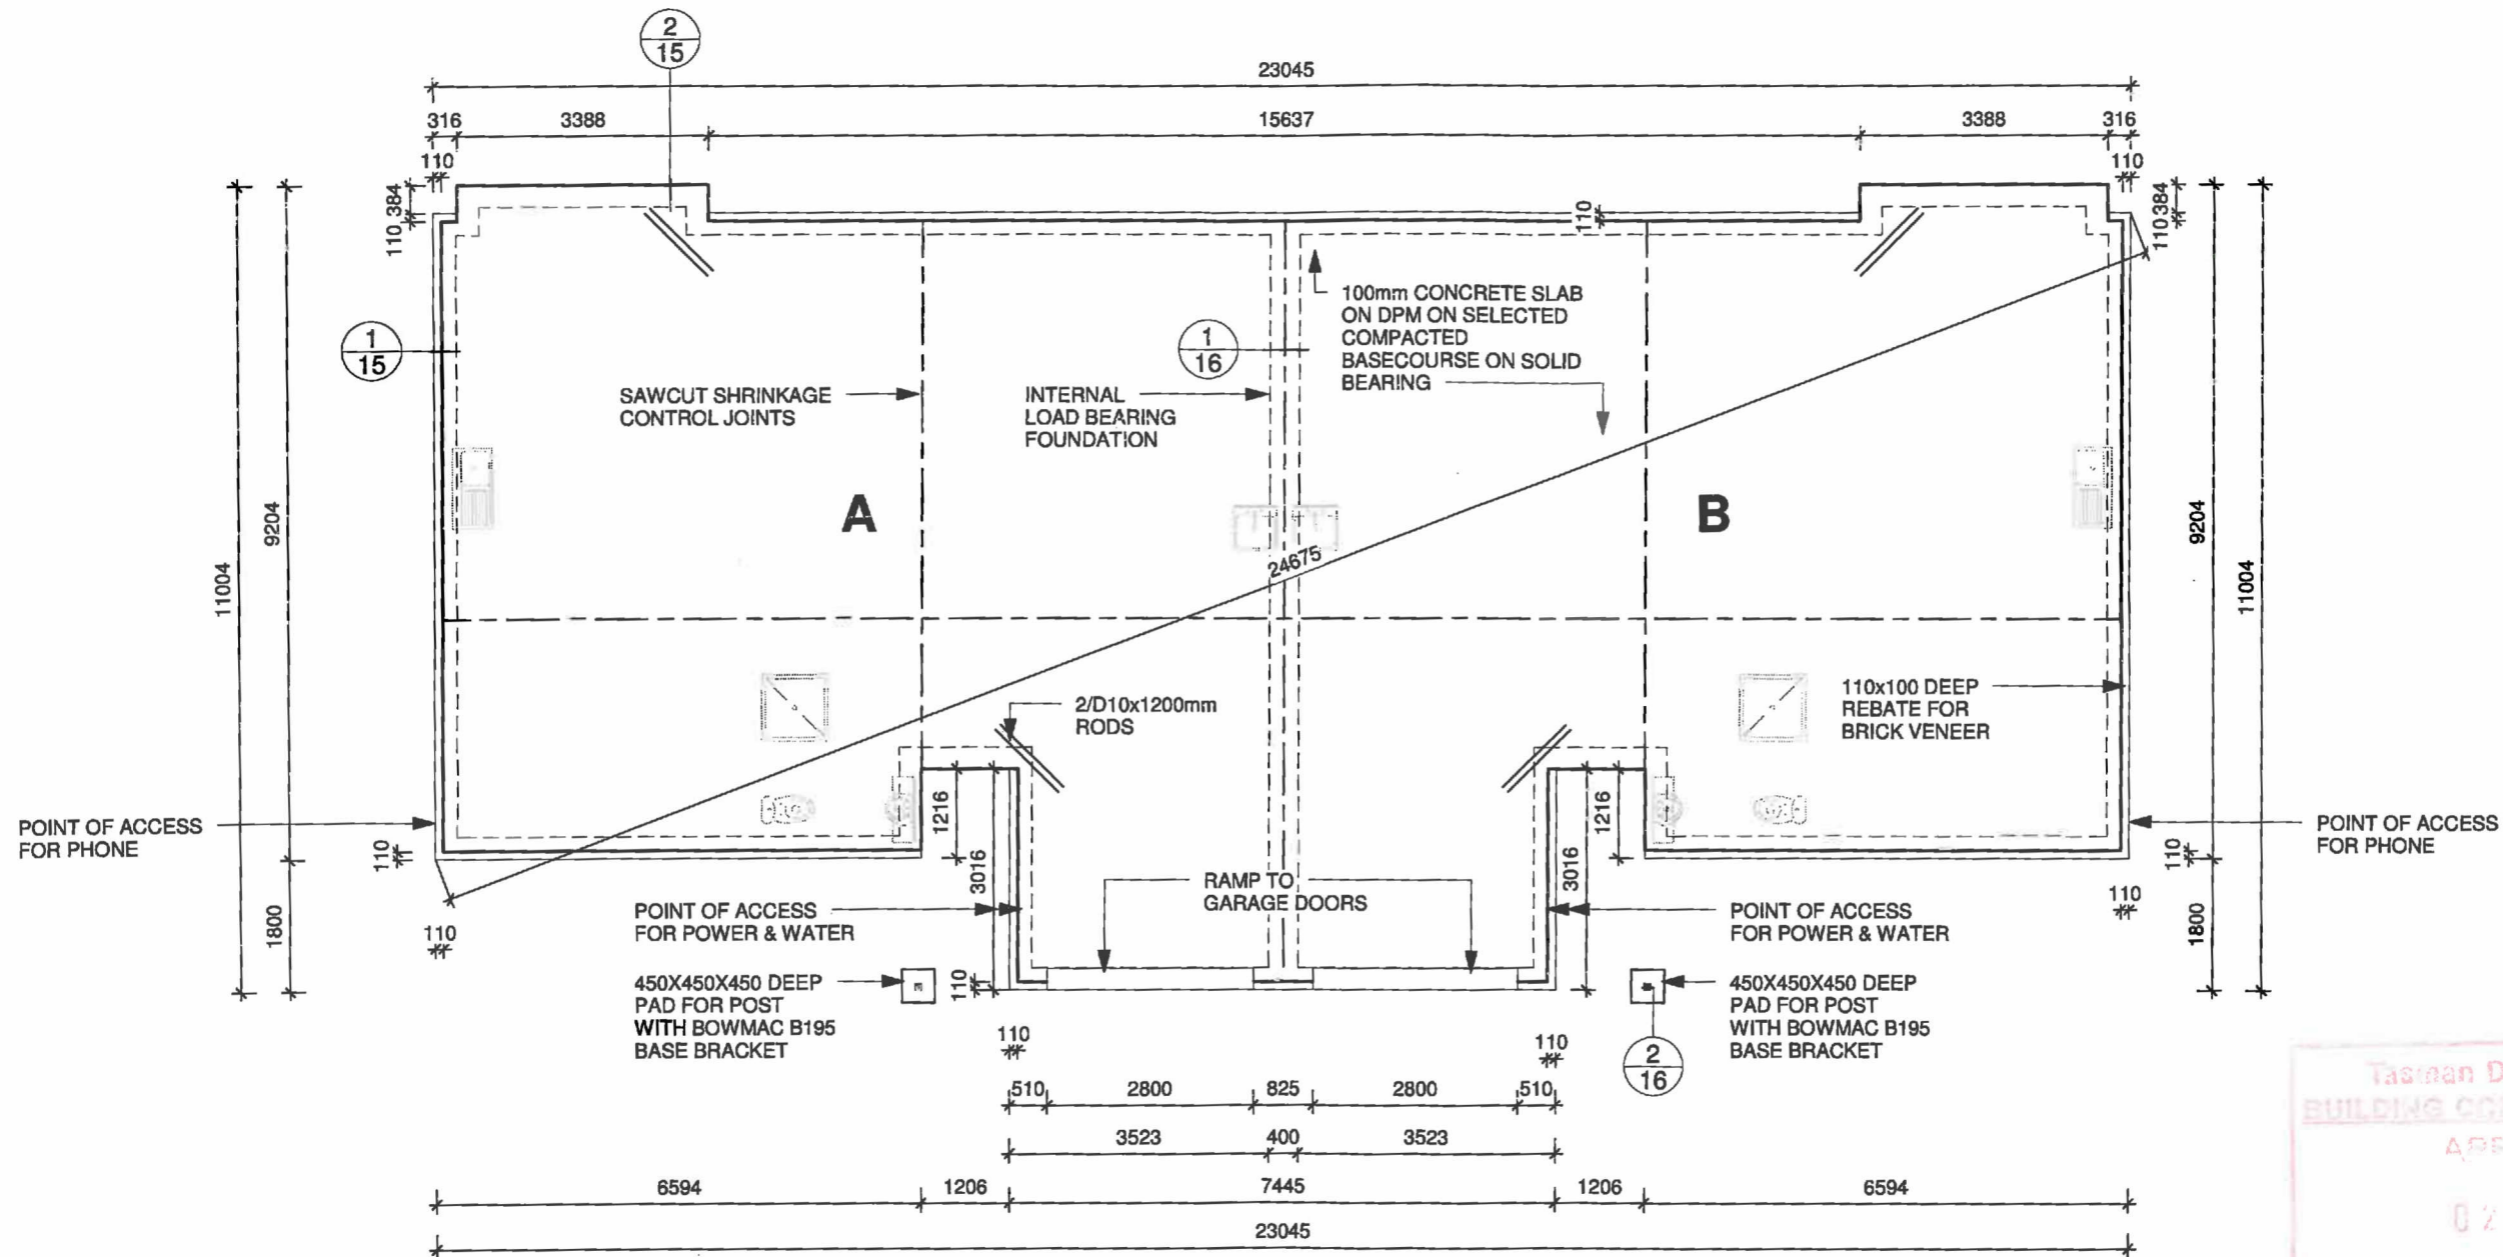 2
15
23045
316
3388
15637
3388
316
110
110
384
110
110
110
384
1
15
1
16
100mm CONCRETE SLAB
ON DPM ON SELECTED
COMPACTED
BASECOURSE ON SOLID
BEARING
SAWCUT SHRINKAGE
CONTROL JOINTS
INTERNAL
LOAD BEARING
FOUNDATION
11004
9204
A
B
9204
11004
24675
2/D10x1200mm
RODS
110x100 DEEP
REBATE FOR
BRICK VENEER
POINT OF ACCESS
FOR PHONE
110
1216
3016
1216
3016
110
POINT OF ACCESS
FOR PHONE
RAMP TO
GARAGE DOORS
1800
110
POINT OF ACCESS
FOR POWER & WATER
POINT OF ACCESS
FOR POWER & WATER
110
1800
450X450X450 DEEP
PAD FOR POST
WITH BOWMAC B195
BASE BRACKET
110
450X450X450 DEEP
PAD FOR POST
WITH BOWMAC B195
BASE BRACKET
110
110
2
16
510
2800
825
2800
510
3523
400
3523
6594
1206
7445
1206
6594
23045
Tasman D
BUILDING
0 2